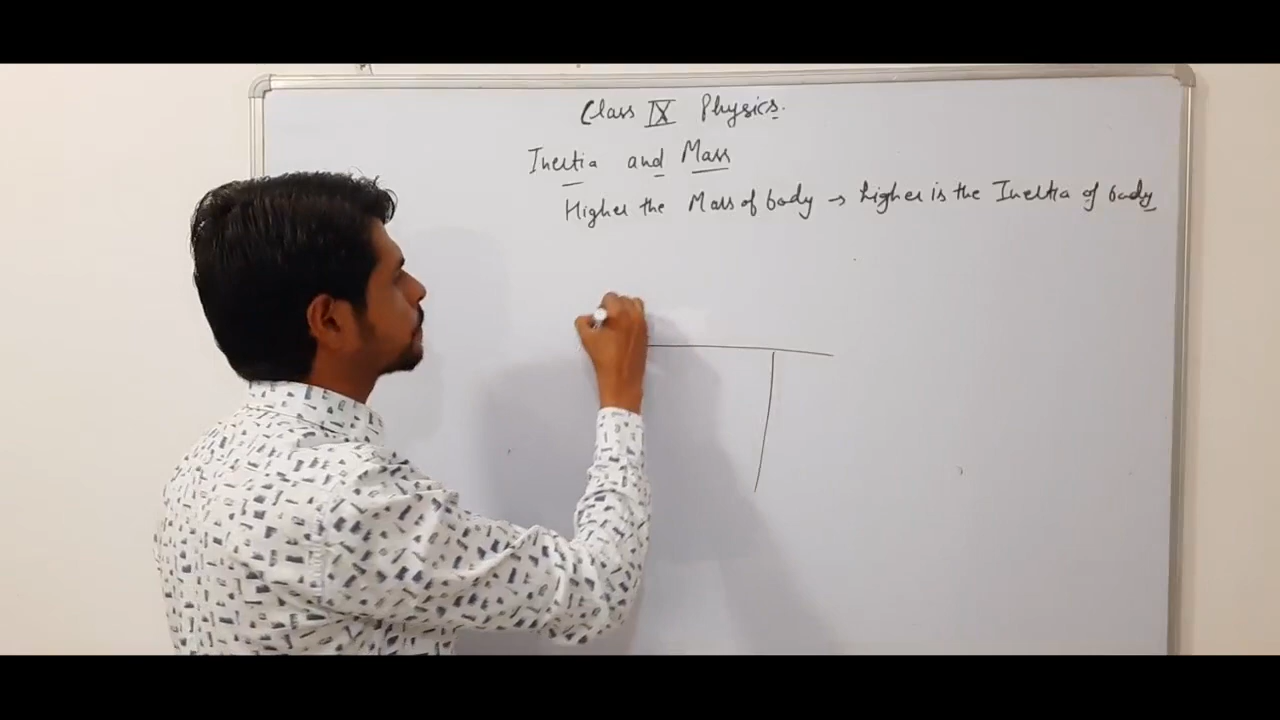 Class IX Physics.
Inertia and Mass
Higher the Mass of body → higher is the Inertia of body